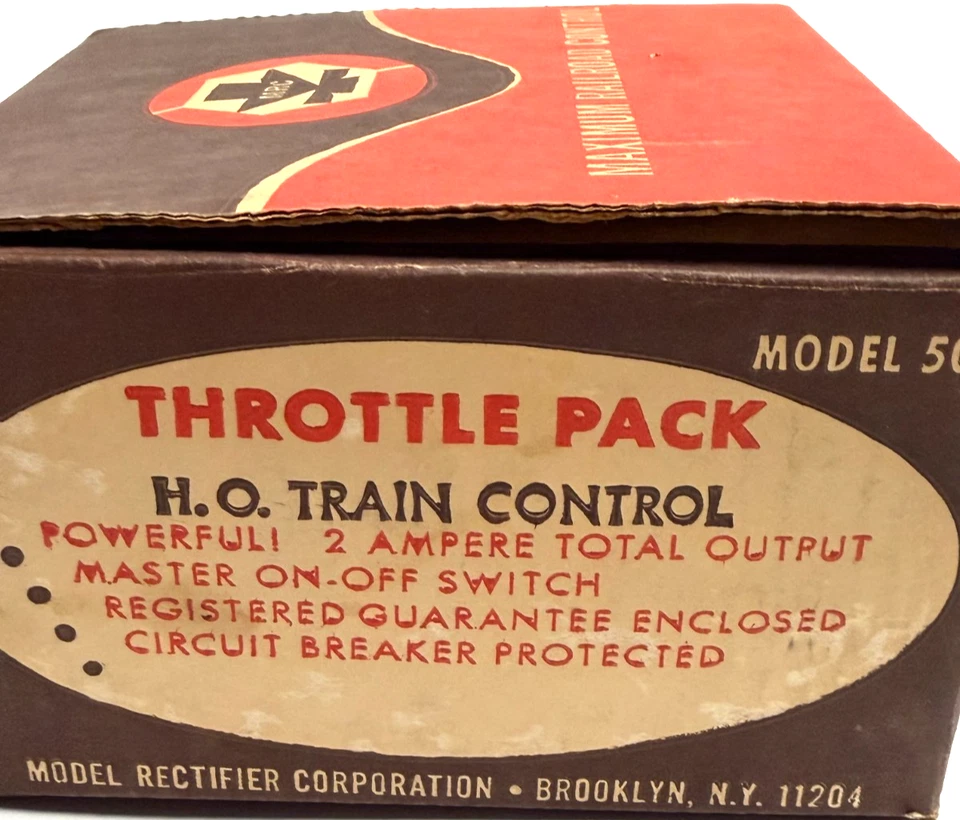 MRC
MAXIMUM RAILROAD CONTROL
MODEL 50
THROTTLE PACK
H.O. TRAIN CONTROL
POWERFUL! 2 AMPERE TOTAL OUTPUT
MASTER ON-OFF SWITCH
REGISTERED GUARANTEE ENCLOSED
CIRCUIT BREAKER PROTECTED
MODEL RECTIFIER CORPORATION • BROOKLYN, N.Y. 11204